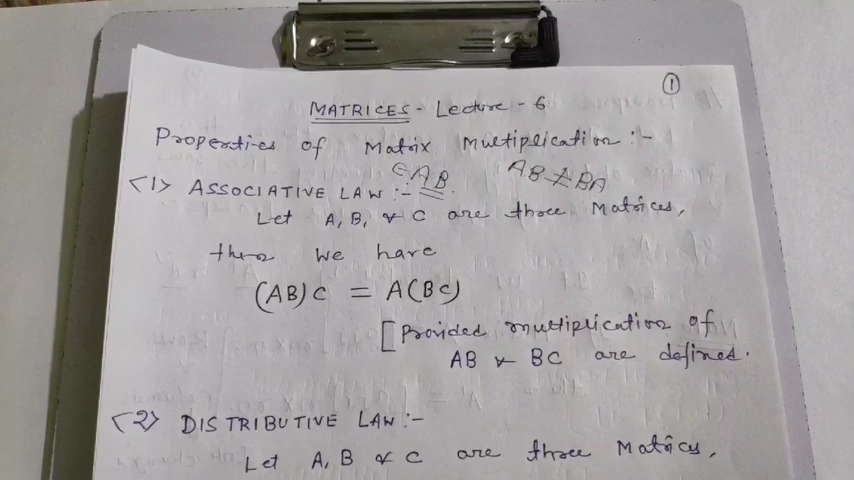 ①
MATRICES - Lecture - 6
Properties of Matrix Multiplication :-
AB AB ≠ BA
<1> ASSOCIATIVE LAW :-
Let A, B, & C are three Matrices,
then we have
(AB)C = A(BC)
[Provided multiplication of
AB & BC are defined.
<2> DISTRIBUTIVE LAW :-
Let A, B & C are three Matrices,